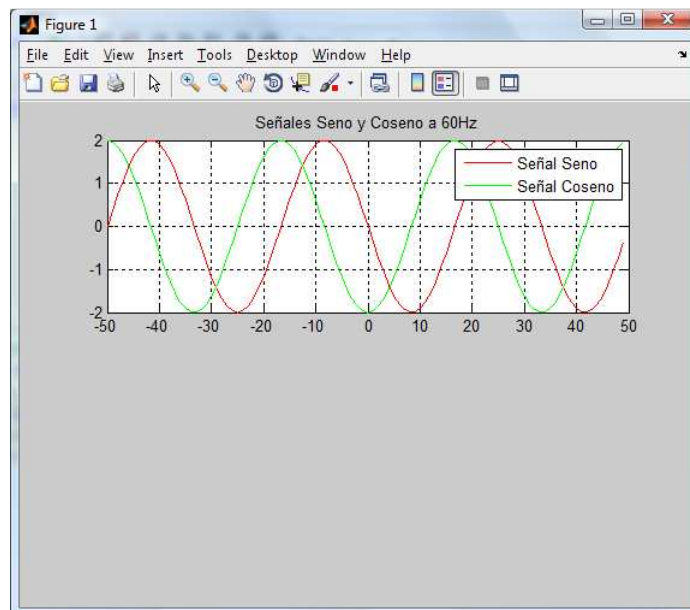 Figure 1
File Edit View Insert Tools Desktop Window Help
Señales Seno y Coseno a 60Hz
Señal Seno
Señal Coseno
2
1
0
-1
-2
-50 -40 -30 -20 -10 0 10 20 30 40 50